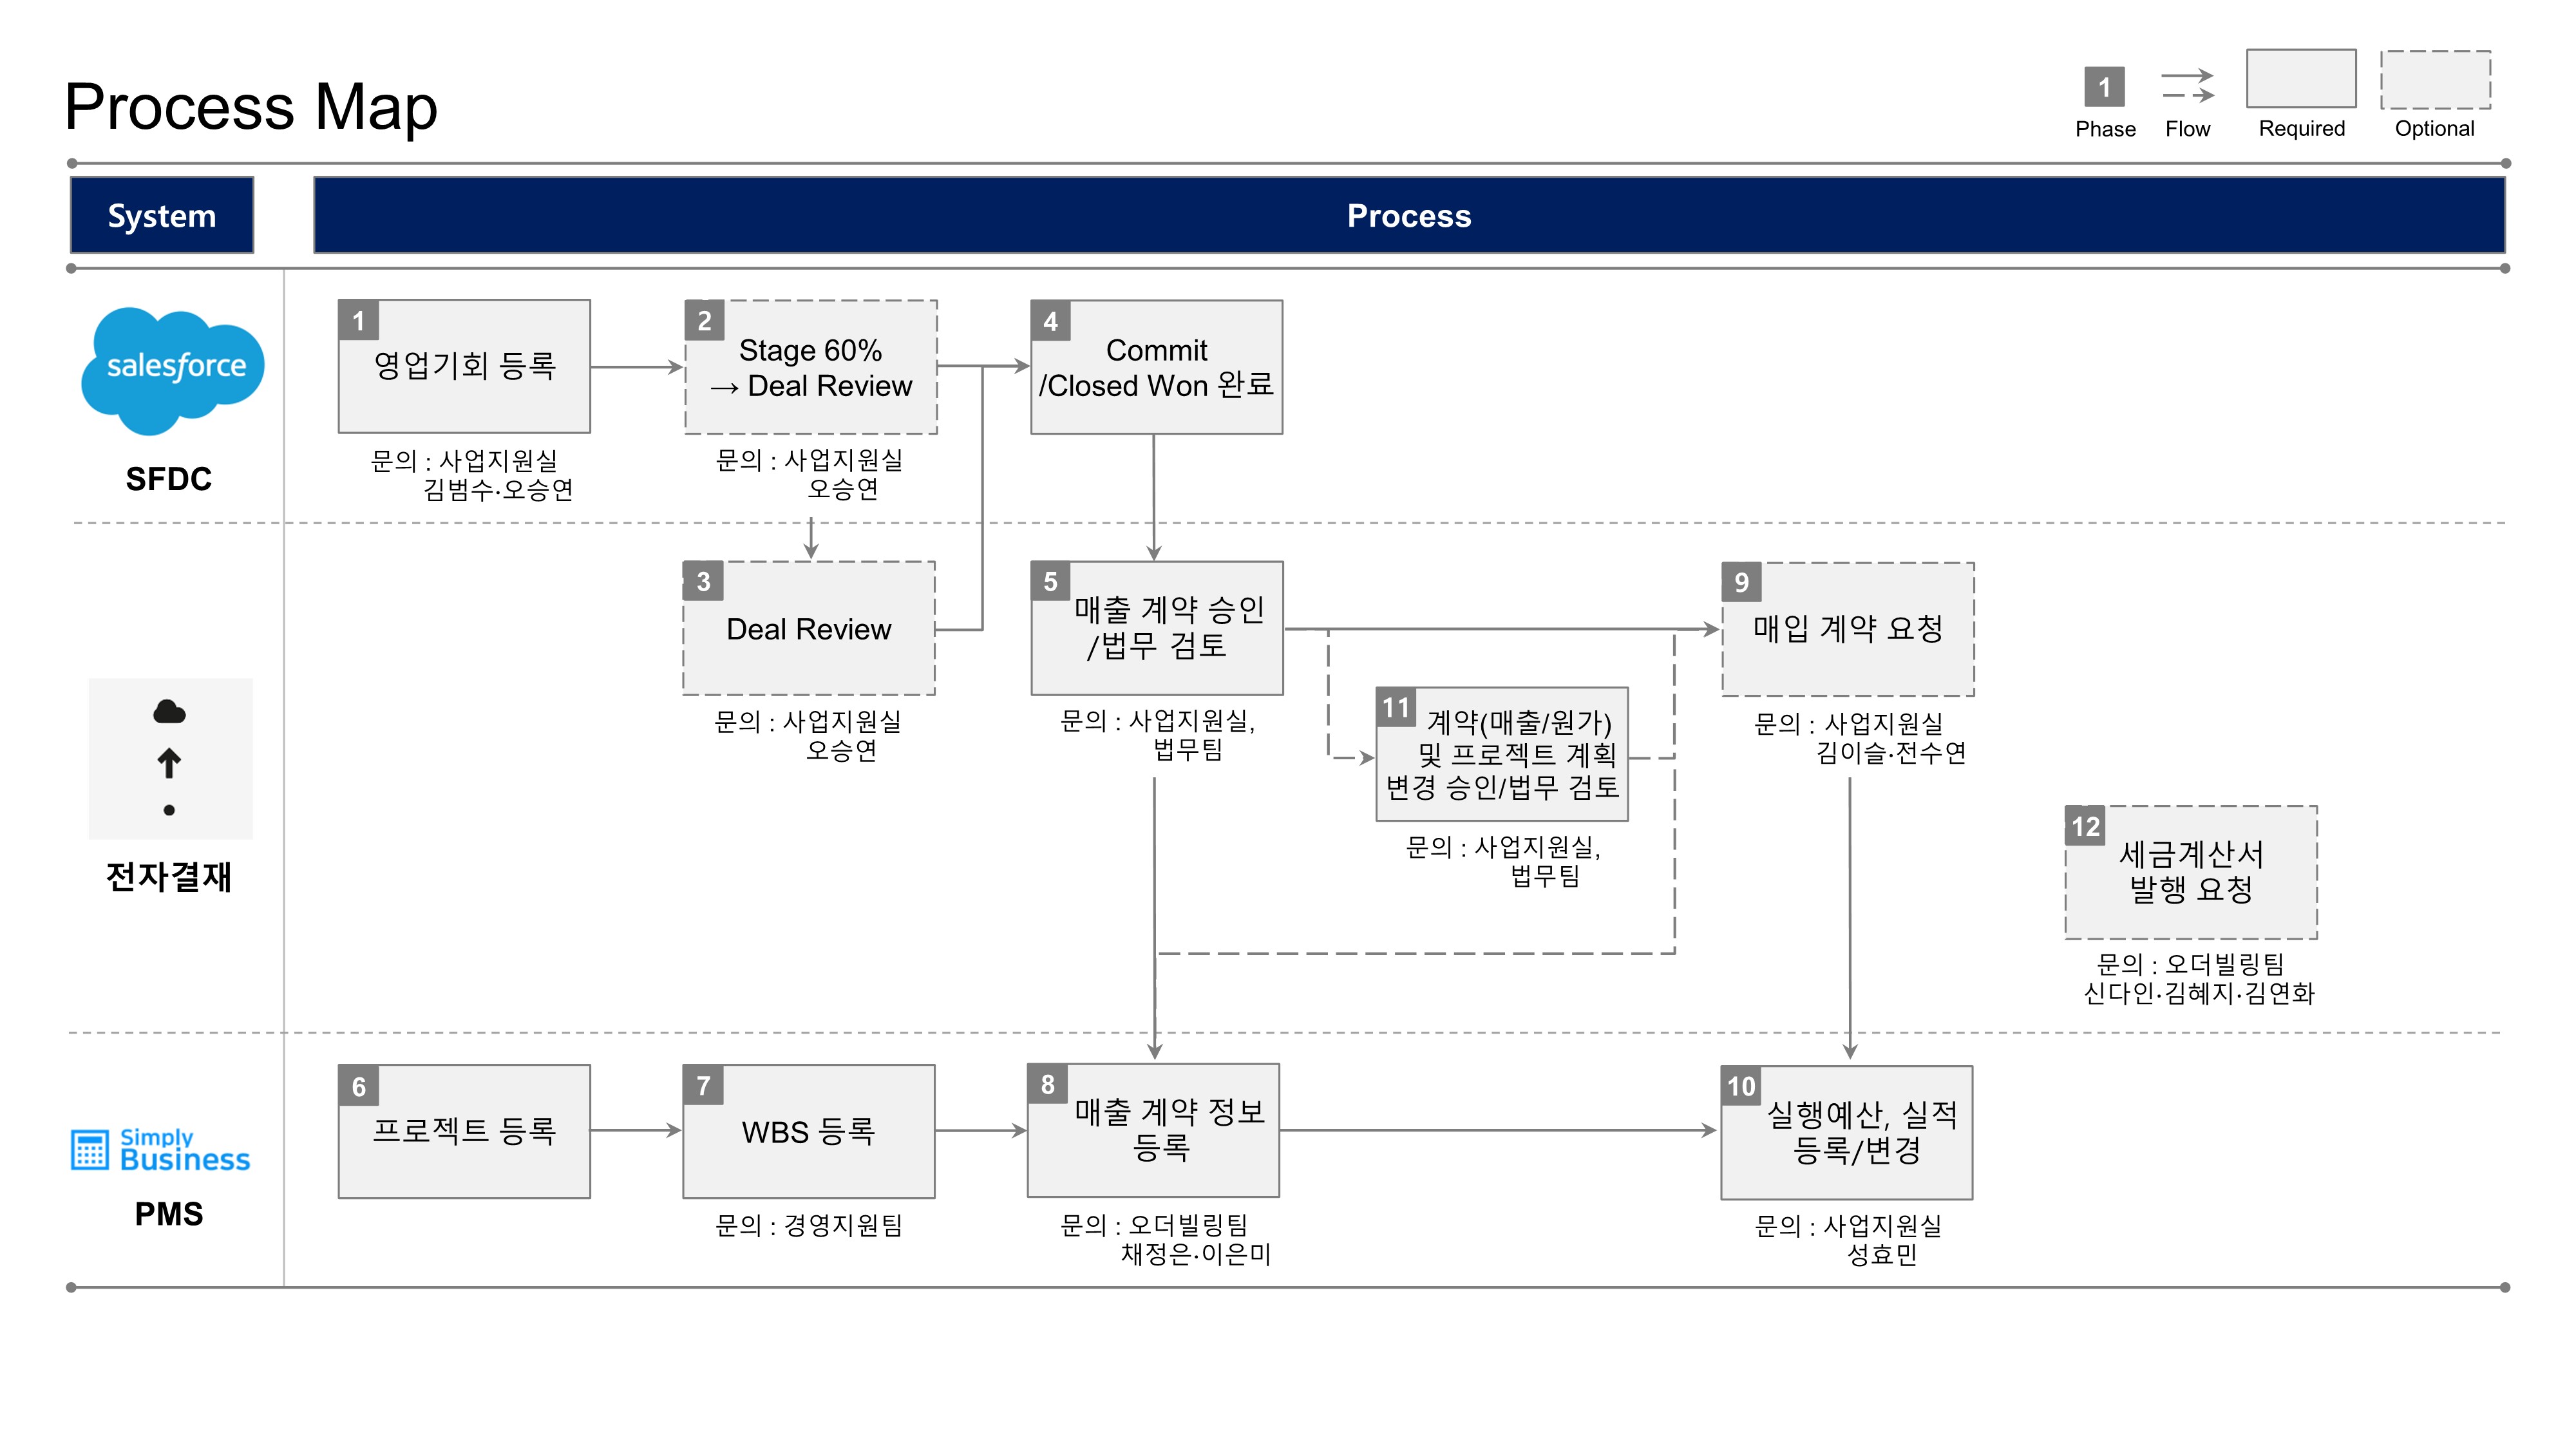 Process Map
1
Phase
Flow
Required
Optional
System
Process
salesforce
SFDC
1
영업기회 등록
문의 : 사업지원실
김범수·오승연
2
Stage 60%
→ Deal Review
문의 : 사업지원실
오승연
4
Commit
/Closed Won 완료
전자결재
3
Deal Review
문의 : 사업지원실
오승연
5
매출 계약 승인
/법무 검토
문의 : 사업지원실,
법무팀
11
계약(매출/원가)
및 프로젝트 계획
변경 승인/법무 검토
문의 : 사업지원실,
법무팀
9
매입 계약 요청
문의 : 사업지원실
김이슬·전수연
12
세금계산서
발행 요청
문의 : 오더빌링팀
신다인·김혜지·김연화
Simply
Business
PMS
6
프로젝트 등록
7
WBS 등록
문의 : 경영지원팀
8
매출 계약 정보
등록
문의 : 오더빌링팀
채정은·이은미
10
실행예산, 실적
등록/변경
문의 : 사업지원실
성효민